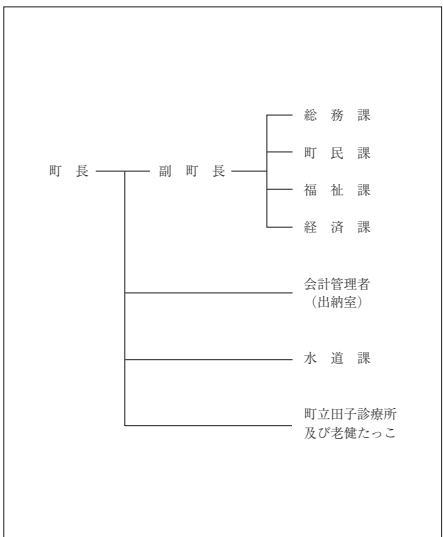 町長
副町長
総務課
町民課
福祉課
経済課
会計管理者
（出納室）
水道課
町立田子診療所
及び老健たっこ